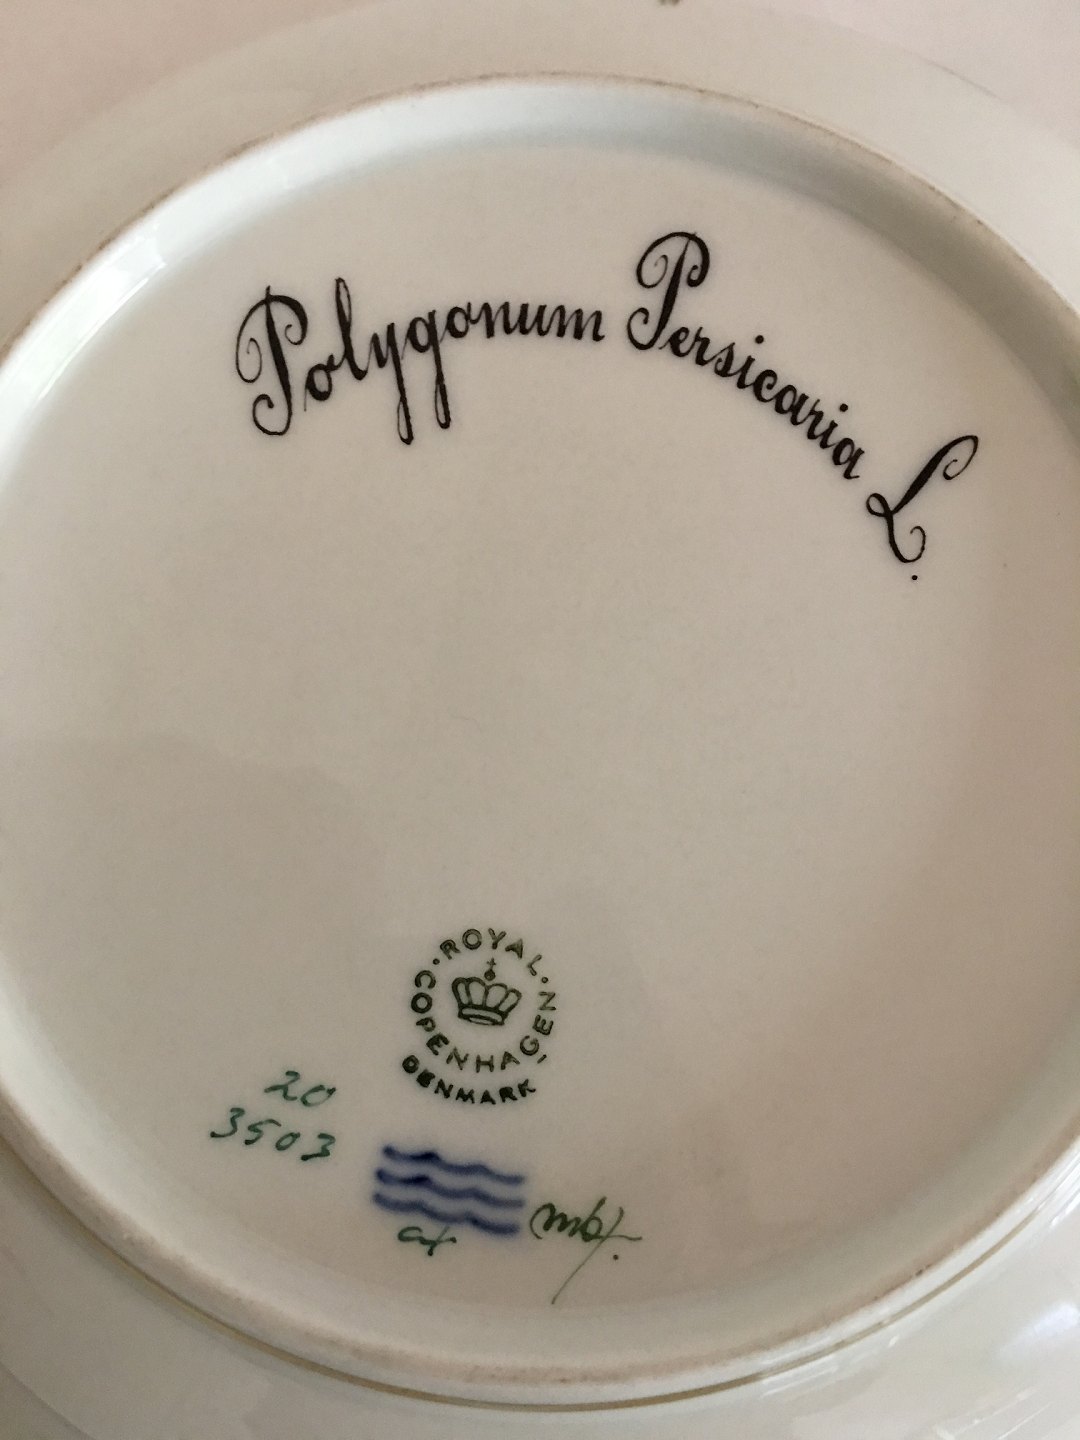 Polygonum Persicaria L.
ROYAL
COPENHAGEN
DENMARK
20
3503